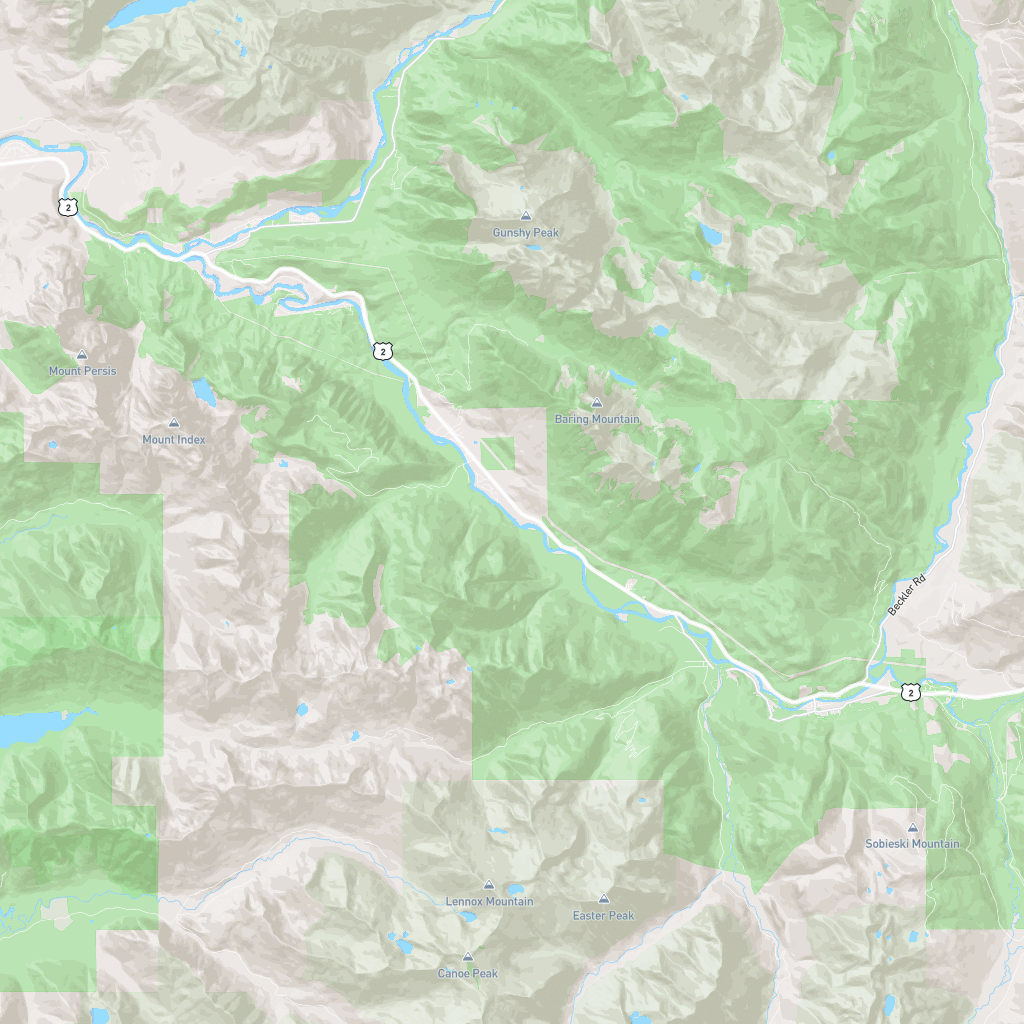 2
Gunshy Peak
2
Mount Persis
Baring Mountain
Mount Index
Beckler Rd
2
Sobieski Mountain
Lennox Mountain
Easter Peak
Canoe Peak